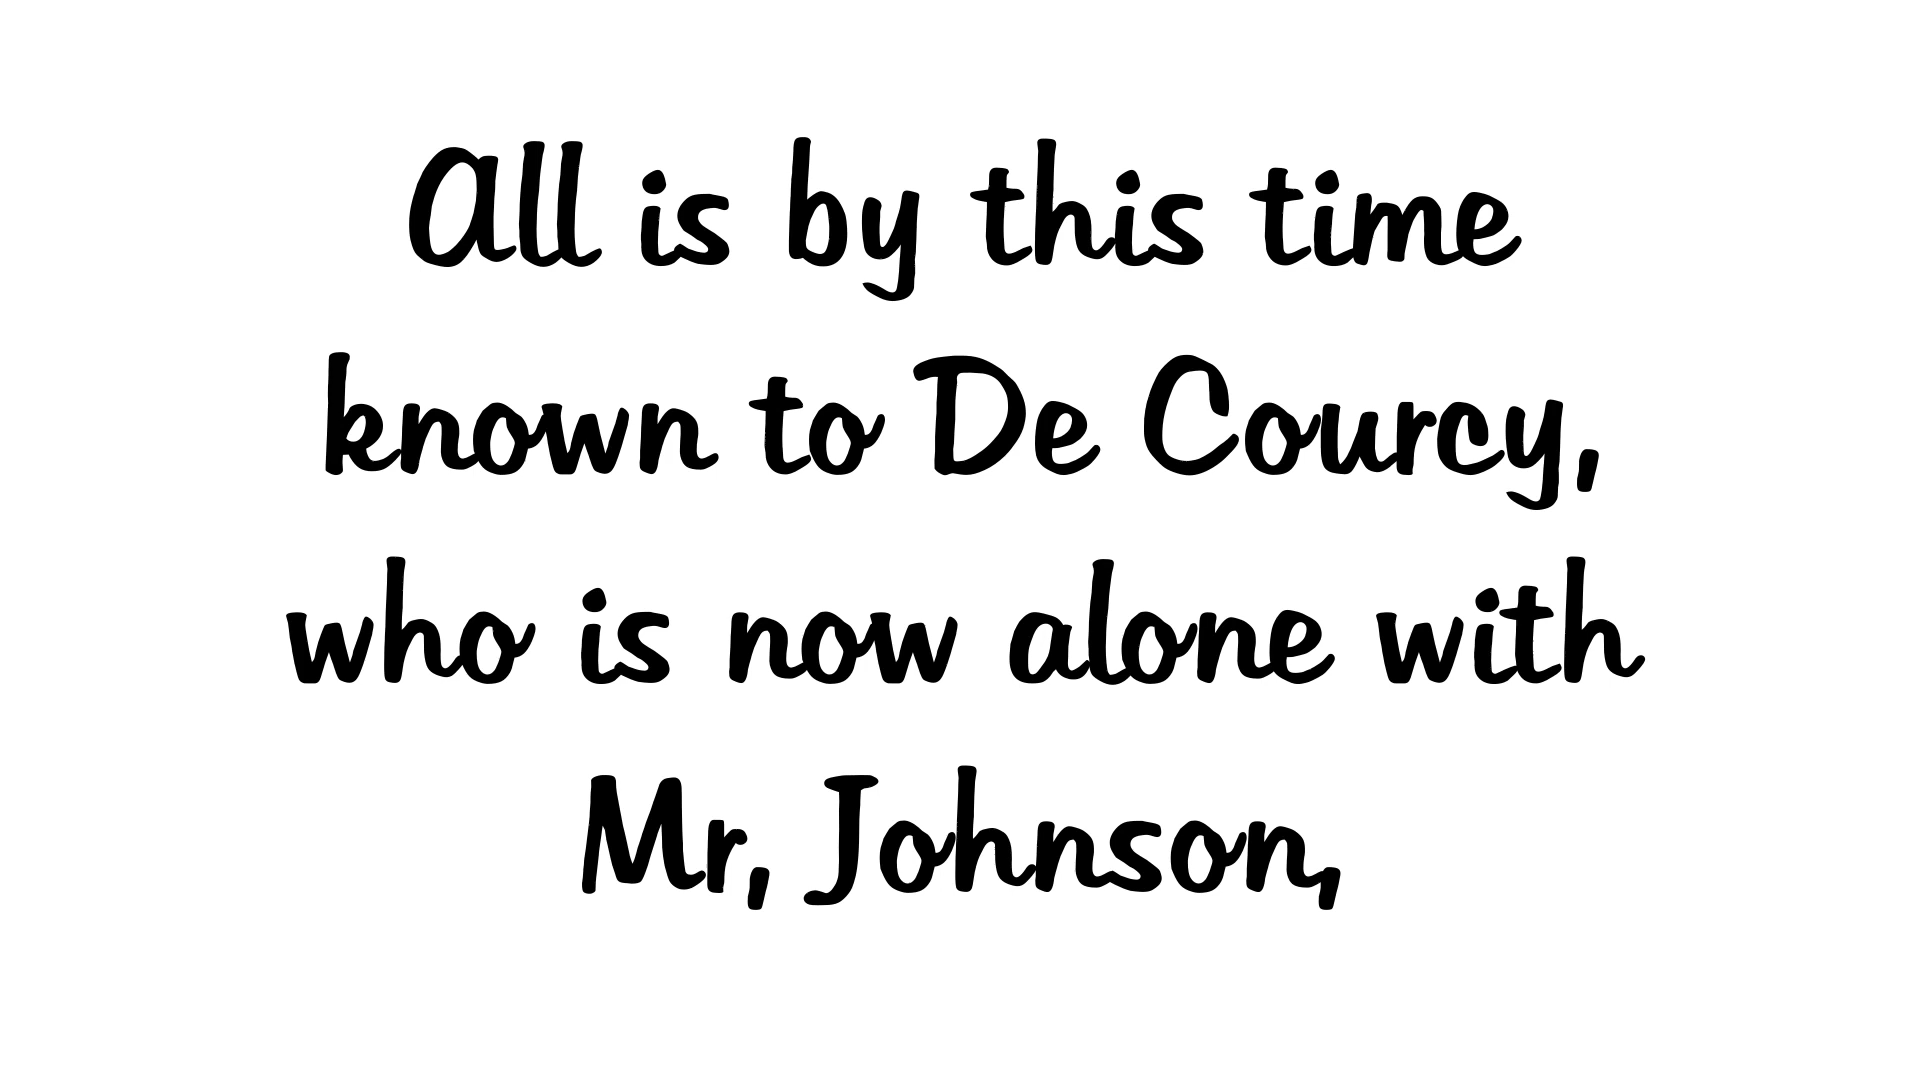 All is by this time
known to De Courcy,
who is now alone with
Mr, Johnson,